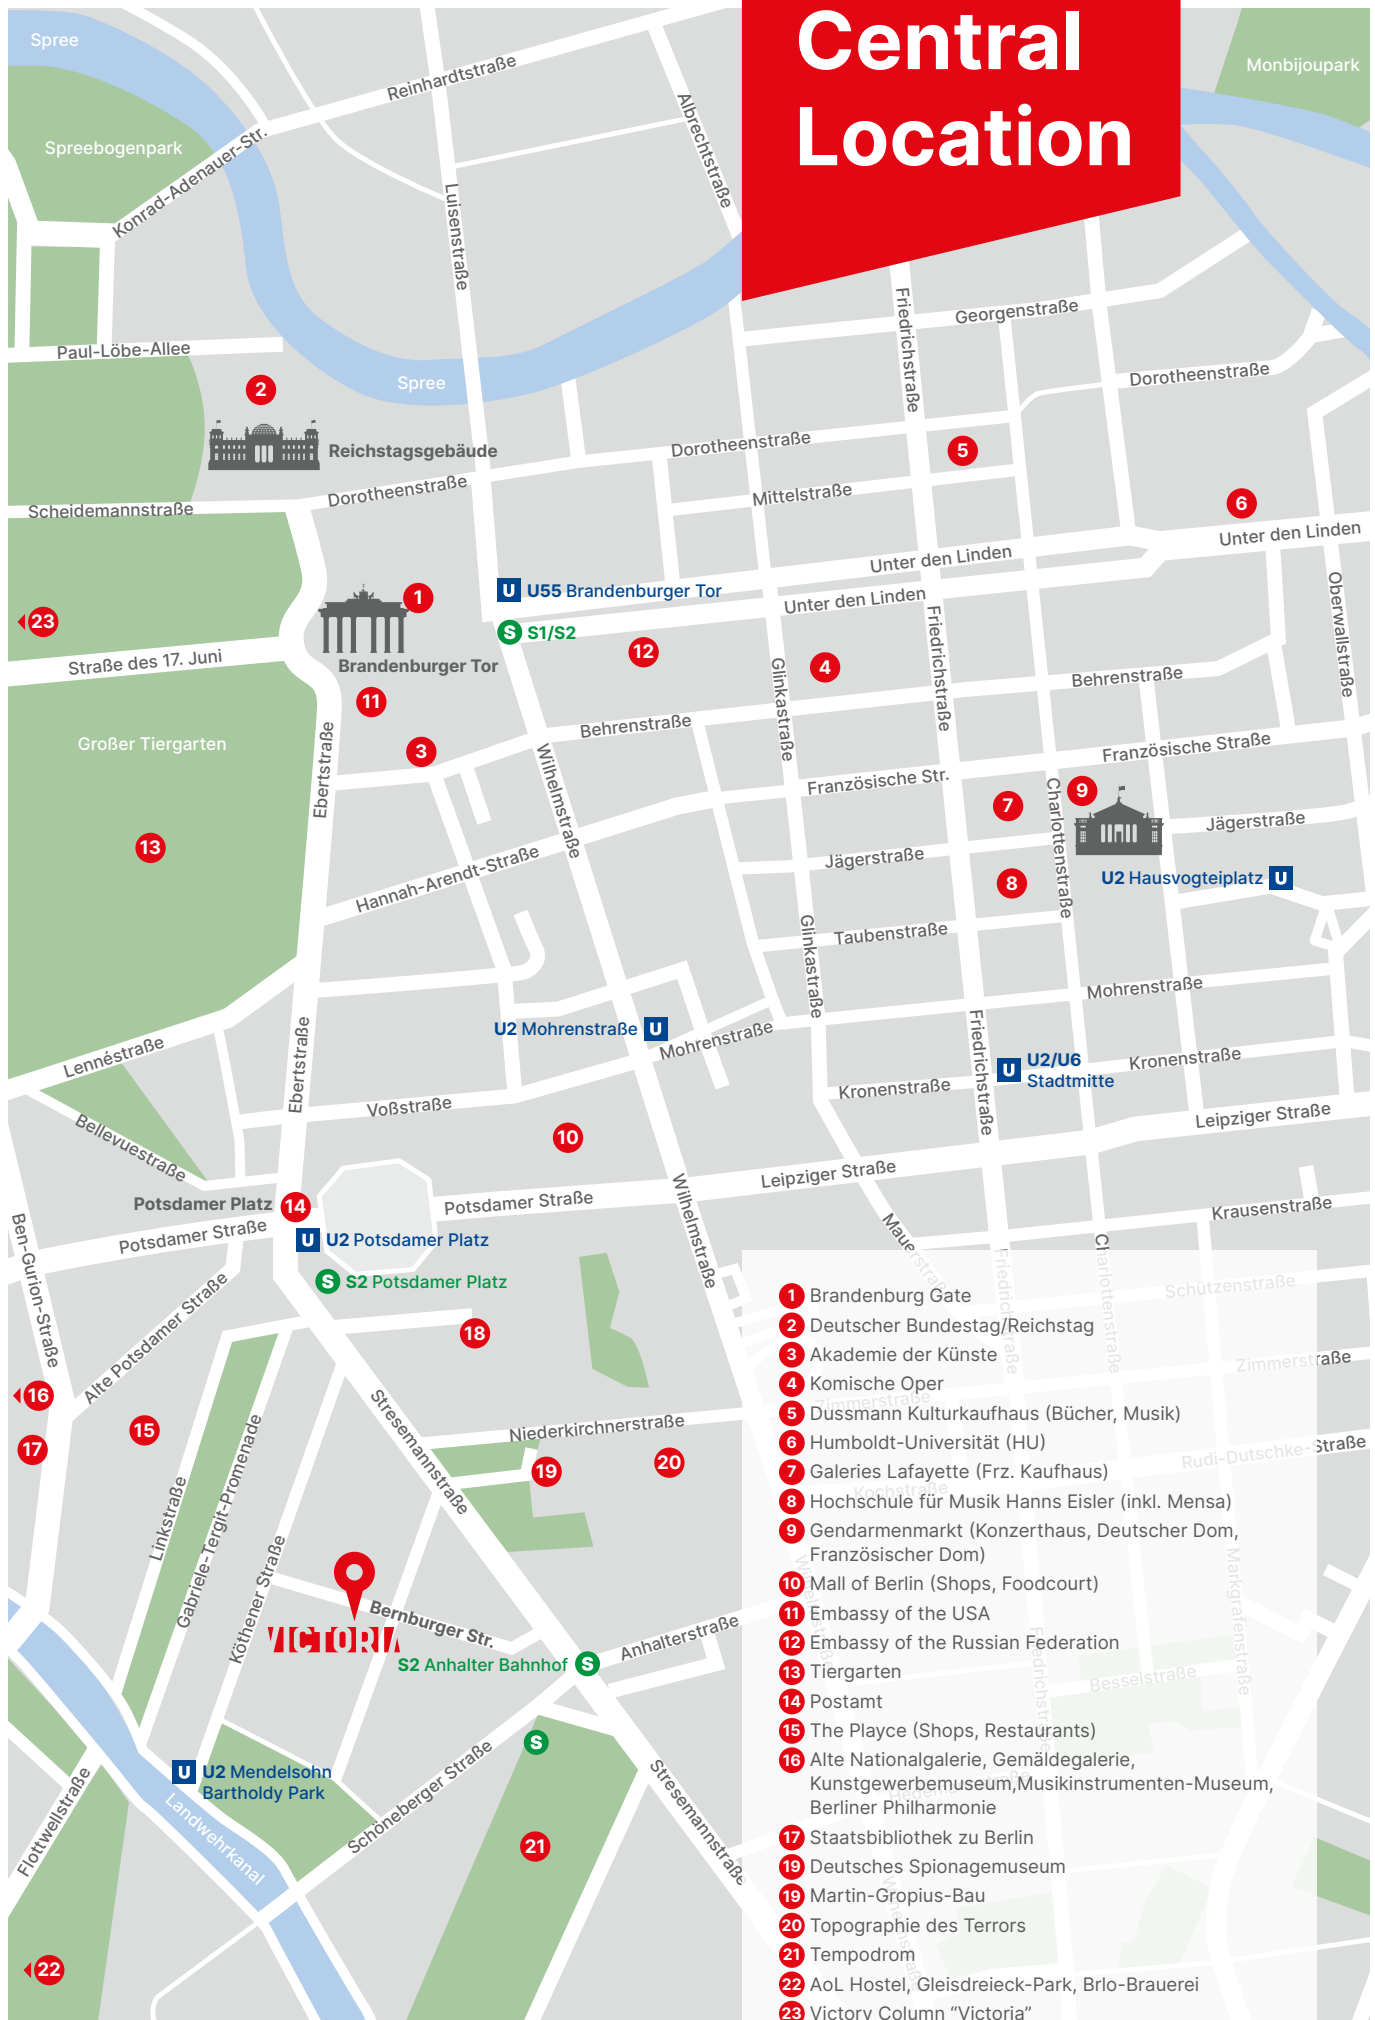 Central
Location
Spree
Monbijoupark
Reinhardtstraße
Albrechtstraße
Spreebogenpark
Konrad-Adenauer-Str.
Luisenstraße
Friedrichstraße
Georgenstraße
Paul-Löbe-Allee
Spree
Dorotheenstraße
2
Reichstagsgebäude
Dorotheenstraße
5
Dorotheenstraße
Mittelstraße
6
Scheidemannstraße
Unter den Linden
Unter den Linden
U U55 Brandenburger Tor
1
Unter den Linden
Oberwallstraße
23
S S1/S2
Friedrichstraße
Straße des 17. Juni
Brandenburger Tor
12
4
Glinkastraße
Behrenstraße
11
Behrenstraße
Großer Tiergarten
3
Ebertstraße
Wilhelmstraße
Französische Straße
Französische Str.
7
9
Charlottenstraße
13
Jägerstraße
Jägerstraße
Hannah-Arendt-Straße
8
U2 Hausvogteiplatz U
Taubenstraße
Glinkastraße
Mohrenstraße
U2 Mohrenstraße U
Mohrenstraße
Lennéstraße
Ebertstraße
Friedrichstraße
U U2/U6
Stadtmitte
Kronenstraße
Kronenstraße
Voßstraße
Bellevuestraße
10
Leipziger Straße
Leipziger Straße
Potsdamer Platz 14
Potsdamer Straße
Potsdamer Straße
Wilhelmstraße
Krausenstraße
Mauerstraße
Ben-Gurion-Straße
U U2 Potsdamer Platz
S S2 Potsdamer Platz
Alte Potsdamer Straße
Friedrichstraße
Charlottenstraße
Schützenstraße
18
Zimmerstraße
Zimmerstraße
16
Stresemannstraße
15
17
Niederkirchnerstraße
19
20
Rudi-Dutschke-Straße
Kochstraße
Linkstraße
Gabriele-Tergit-Promenade
Köthener Straße
VICTORIA
Bernburger Str.
S2 Anhalter Bahnhof S
Anhalterstraße
Markgrafenstraße
Besselstraße
S
U U2 Mendelsohn
Bartholdy Park
Schöneberger Straße
Stresemannstraße
Flottwellstraße
Landwehrkanal
21
22
1 Brandenburg Gate
2 Deutscher Bundestag/Reichstag
3 Akademie der Künste
4 Komische Oper
5 Dussmann Kulturkaufhaus (Bücher, Musik)
6 Humboldt-Universität (HU)
7 Galeries Lafayette (Frz. Kaufhaus)
8 Hochschule für Musik Hanns Eisler (inkl. Mensa)
9 Gendarmenmarkt (Konzerthaus, Deutscher Dom,
Französischer Dom)
10 Mall of Berlin (Shops, Foodcourt)
11 Embassy of the USA
12 Embassy of the Russian Federation
13 Tiergarten
14 Postamt
15 The Playce (Shops, Restaurants)
16 Alte Nationalgalerie, Gemäldegalerie,
Kunstgewerbemuseum,Musikinstrumenten-Museum,
Berliner Philharmonie
17 Staatsbibliothek zu Berlin
19 Deutsches Spionagemuseum
19 Martin-Gropius-Bau
20 Topographie des Terrors
21 Tempodrom
22 AoL Hostel, Gleisdreieck-Park, Brlo-Brauerei
23 Victory Column “Victoria”